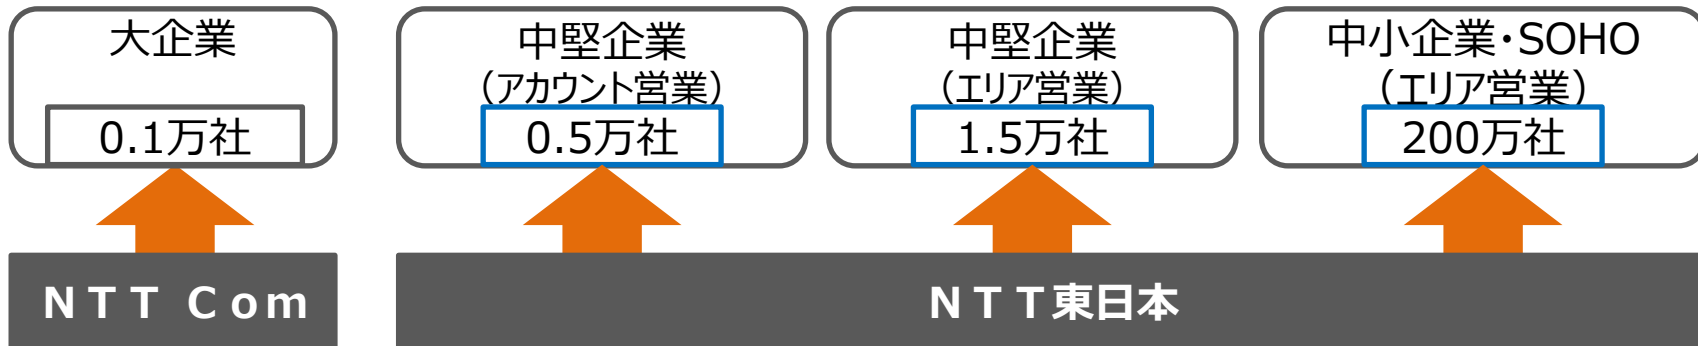 大企業
0.1万社
中堅企業
（アカウント営業）
0.5万社
中堅企業
（エリア営業）
1.5万社
中小企業・SOHO
（エリア営業）
200万社
ＮＴＴ Ｃｏｍ
ＮＴＴ東日本